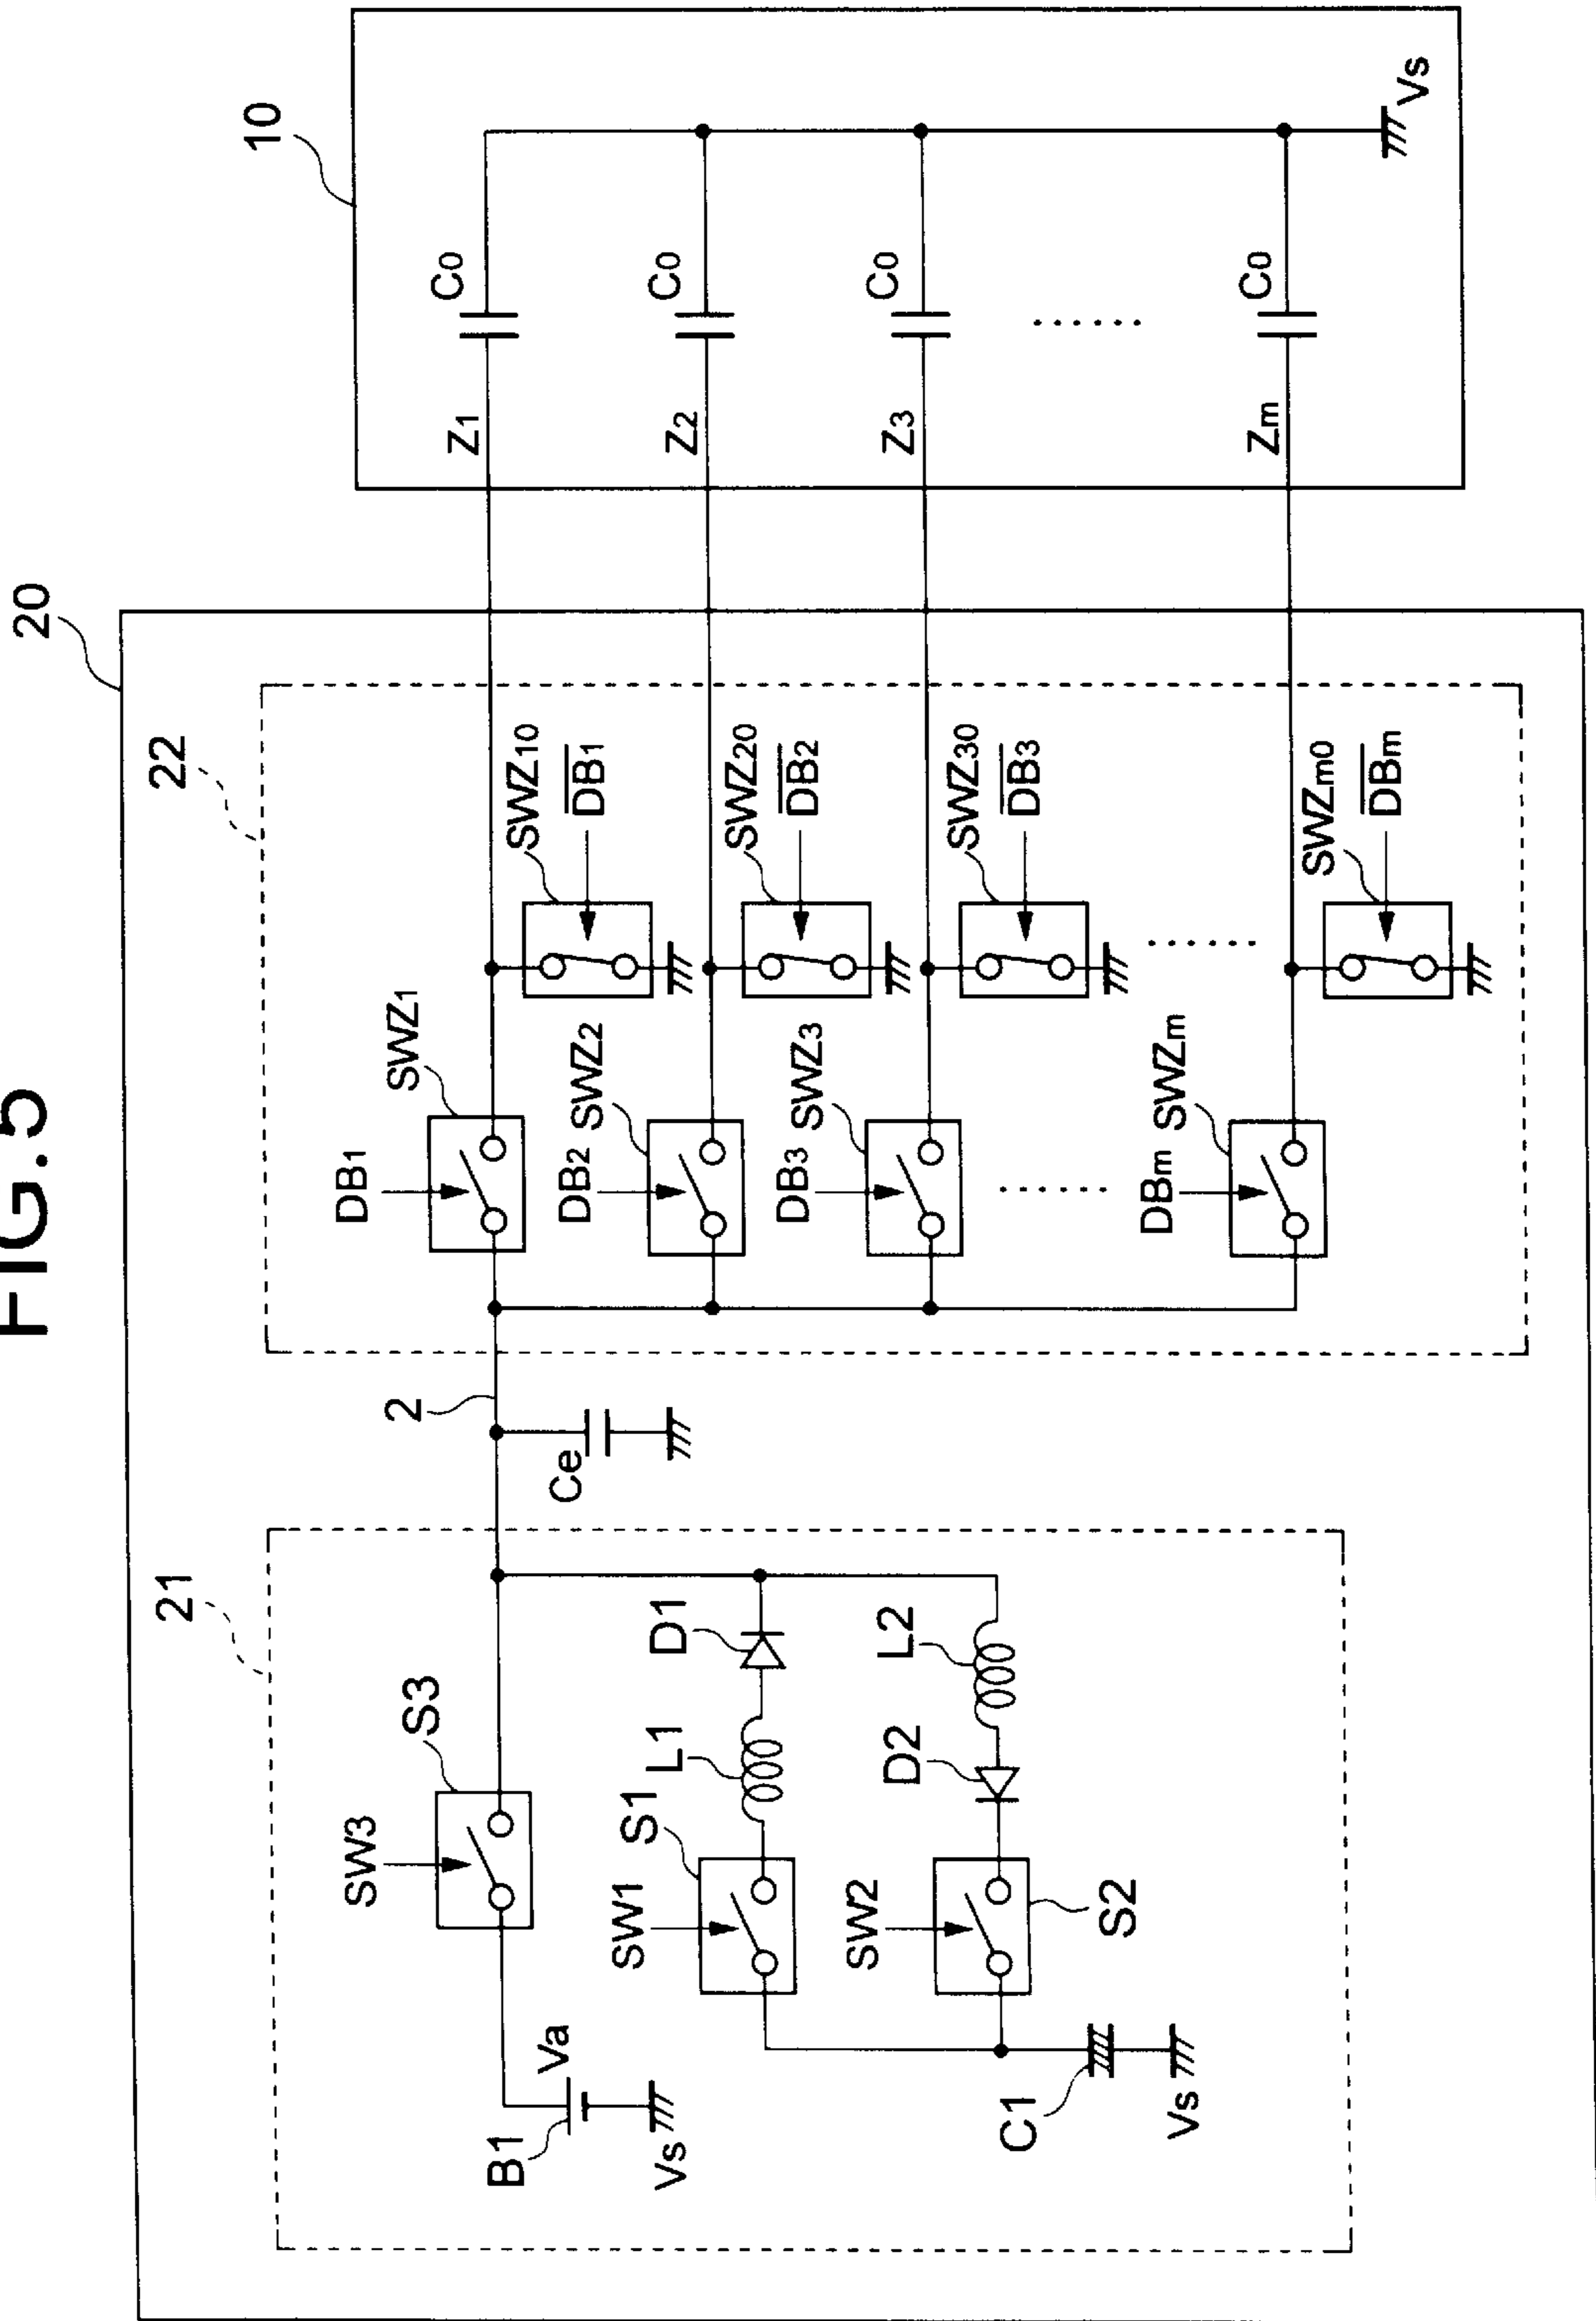 FIG.5
20
10
21
22
SW3
S3
B1
Va
Vs
SW1
S1
L1
D1
SW2
S2
D2
L2
C1
Vs
2
Ce
DB1
SWZ1
SWZ10
DB1
DB2
SWZ2
SWZ20
DB2
DB3
SWZ3
SWZ30
DB3
......
......
DBm
SWZm
SWZm0
DBm
Z1
C0
Z2
C0
Z3
C0
......
Zm
C0
Vs